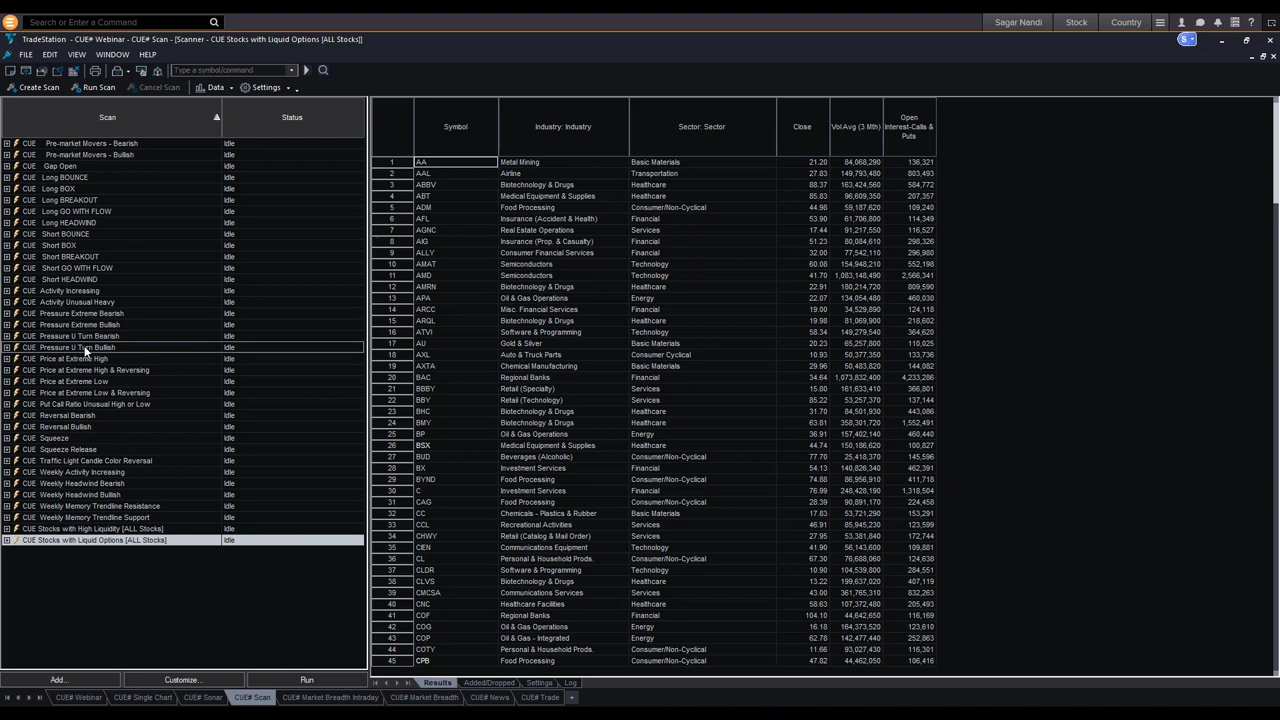 Search or Enter a Command
Sagar Nandi
Stock
Country
TradeStation - CUE# Webinar - CUE# Scan - [Scanner - CUE Stocks with Liquid Options [ALL Stocks]]
S
FILE EDIT VIEW WINDOW HELP
Type a symbol/command
Create Scan Run Scan Cancel Scan Data Settings
Scan Status
CUE Pre-market Movers - Bearish Idle
CUE Pre-market Movers - Bullish Idle
CUE Gap Open Idle
CUE Long BOUNCE Idle
CUE Long BOX Idle
CUE Long BREAKOUT Idle
CUE Long GO WITH FLOW Idle
CUE Long HEADWIND Idle
CUE Short BOUNCE Idle
CUE Short BOX Idle
CUE Short BREAKOUT Idle
CUE Short GO WITH FLOW Idle
CUE Short HEADWIND Idle
CUE Activity Increasing Idle
CUE Activity Unusual Heavy Idle
CUE Pressure Extreme Bearish Idle
CUE Pressure Extreme Bullish Idle
CUE Pressure U Turn Bearish Idle
CUE Pressure U Turn Bullish Idle
CUE Price at Extreme High Idle
CUE Price at Extreme High & Reversing Idle
CUE Price at Extreme Low Idle
CUE Price at Extreme Low & Reversing Idle
CUE Put Call Ratio Unusual High or Low Idle
CUE Reversal Bearish Idle
CUE Reversal Bullish Idle
CUE Squeeze Idle
CUE Squeeze Release Idle
CUE Traffic Light Candle Color Reversal Idle
CUE Weekly Activity Increasing Idle
CUE Weekly Headwind Bearish Idle
CUE Weekly Headwind Bullish Idle
CUE Weekly Memory Trendline Resistance Idle
CUE Weekly Memory Trendline Support Idle
CUE Stocks with High Liquidity [ALL Stocks] Idle
CUE Stocks with Liquid Options [ALL Stocks] Idle
Add... Customize... Run
Symbol Industry: Industry Sector: Sector Close Vol Avg (3 Mth) Open Interest-Calls & Puts
1 AA Metal Mining Basic Materials 21.20 84,068,290 136,321
2 AAL Airline Transportation 27.83 149,793,480 803,493
3 ABBV Biotechnology & Drugs Healthcare 88.37 163,424,560 584,772
4 ABT Medical Equipment & Supplies Healthcare 85.83 96,609,350 207,357
5 ADM Food Processing Consumer/Non-Cyclical 44.98 59,187,620 109,240
6 AFL Insurance (Accident & Health) Financial 53.90 61,706,800 114,349
7 AGNC Real Estate Operations Services 17.44 91,217,550 116,527
8 AIG Insurance (Prop. & Casualty) Financial 51.23 80,084,610 298,326
9 ALLY Consumer Financial Services Financial 32.00 77,542,110 296,980
10 AMAT Semiconductors Technology 60.08 154,948,210 552,198
11 AMD Semiconductors Technology 41.70 1,083,148,490 2,566,341
12 AMRN Biotechnology & Drugs Healthcare 22.91 180,214,720 809,590
13 APA Oil & Gas Operations Energy 22.07 134,054,480 460,030
14 ARCC Misc. Financial Services Financial 19.00 34,529,890 124,118
15 ARQL Biotechnology & Drugs Healthcare 19.98 81,069,910 218,602
16 ATVI Software & Programming Technology 58.34 149,279,640 363,320
17 AU Gold & Silver Basic Materials 20.23 65,257,800 110,025
18 AXL Auto & Truck Parts Consumer Cyclical 10.93 50,377,350 133,736
19 AXTA Chemical Manufacturing Basic Materials 29.96 50,483,820 144,082
20 BAC Regional Banks Financial 34.64 1,073,832,400 4,233,286
21 BBBY Retail (Specialty) Services 15.80 161,633,410 366,801
22 BBY Retail (Technology) Services 85.22 53,257,370 137,144
23 BHC Biotechnology & Drugs Healthcare 31.70 84,501,930 443,086
24 BMY Biotechnology & Drugs Healthcare 63.81 381,371,910 1,552,491
25 BP Oil & Gas Operations Energy 36.91 157,402,520 460,440
26 BSX Medical Equipment & Supplies Healthcare 44.74 150,186,620 100,827
27 BUD Beverages (Alcoholic) Consumer/Non-Cyclical 77.70 25,418,370 145,596
28 BX Investment Services Financial 54.13 140,826,340 462,391
29 BYND Food Processing Consumer/Non-Cyclical 74.88 86,956,910 411,718
30 C Investment Services Financial 76.99 248,428,190 1,318,504
31 CAG Food Processing Consumer/Non-Cyclical 28.39 90,891,170 117,230
32 CC Chemicals - Plastics & Rubber Basic Materials 17.83 53,721,290 153,291
33 CCL Recreational Activities Services 46.91 85,945,230 123,599
34 CHWY Retail (Catalog & Mail Order) Services 25.91 53,382,840 172,744
35 CIEN Communications Equipment Technology 41.90 56,143,610 109,881
36 CL Personal & Household Prods. Consumer/Non-Cyclical 67.30 76,688,060 124,638
37 CLDR Software & Programming Technology 10.38 104,539,800 284,551
38 CLVS Biotechnology & Drugs Healthcare 13.22 199,637,020 407,119
39 CMCSA Communications Services Services 43.00 361,765,310 832,263
40 CNC Healthcare Facilities Healthcare 58.63 107,372,480 205,493
41 COF Regional Banks Financial 104.10 44,642,650 116,169
42 COG Oil & Gas Operations Energy 16.18 164,373,520 123,610
43 COP Oil & Gas - Integrated Energy 62.78 142,477,440 252,863
44 COTY Personal & Household Prods. Consumer/Non-Cyclical 11.66 93,027,430 116,301
45 CPB Food Processing Consumer/Non-Cyclical 47.82 44,462,050 106,416
Results Added/Dropped Settings Log
CUE# Webinar CUE# Single Chart CUE# Sonar CUE# Scan CUE# Market Breadth Intraday CUE# Market Breadth CUE# News CUE# Trade +